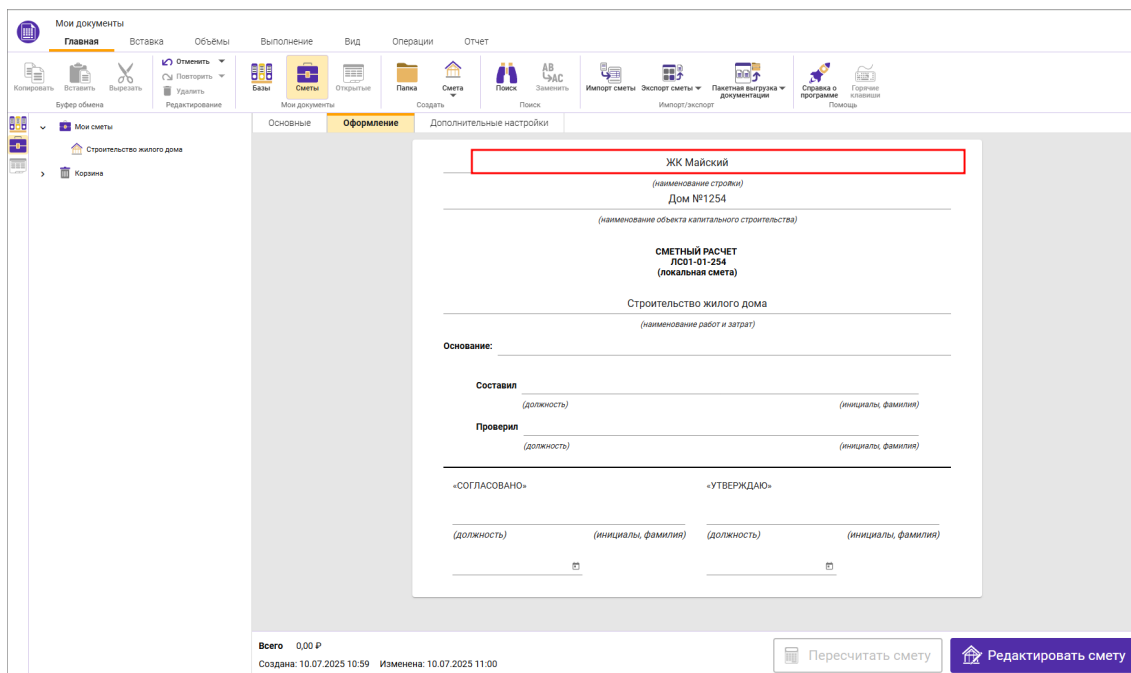 Мои документы
Главная Вставка Объёмы Выполнение Вид Операции Отчет
Копировать Вставить Вырезать
Отменить
Повторить
Удалить
Буфер обмена Редактирование
Базы Сметы Открытые
Мои документы
Папка Смета
Создать
Поиск Заменить
AB
AC
Поиск
Импорт сметы Экспорт сметы Пакетная выгрузка документации
Импорт/экспорт
Справка о программе Горячие клавиши
Помощь
Мои сметы
Строительство жилого дома
Корзина
Основные Оформление Дополнительные настройки
ЖК Майский
(наименование стройки)
Дом №1254
(наименование объекта капитального строительства)
СМЕТНЫЙ РАСЧЕТ
ЛС01-01-254
(локальная смета)
Строительство жилого дома
(наименование работ и затрат)
Основание:
Составил
(должность) (инициалы, фамилия)
Проверил
(должность) (инициалы, фамилия)
«СОГЛАСОВАНО» «УТВЕРЖДАЮ»
(должность) (инициалы, фамилия) (должность) (инициалы, фамилия)
Всего 0,00 ₽
Создана: 10.07.2025 10:59 Изменена: 10.07.2025 11:00
Пересчитать смету Редактировать смету